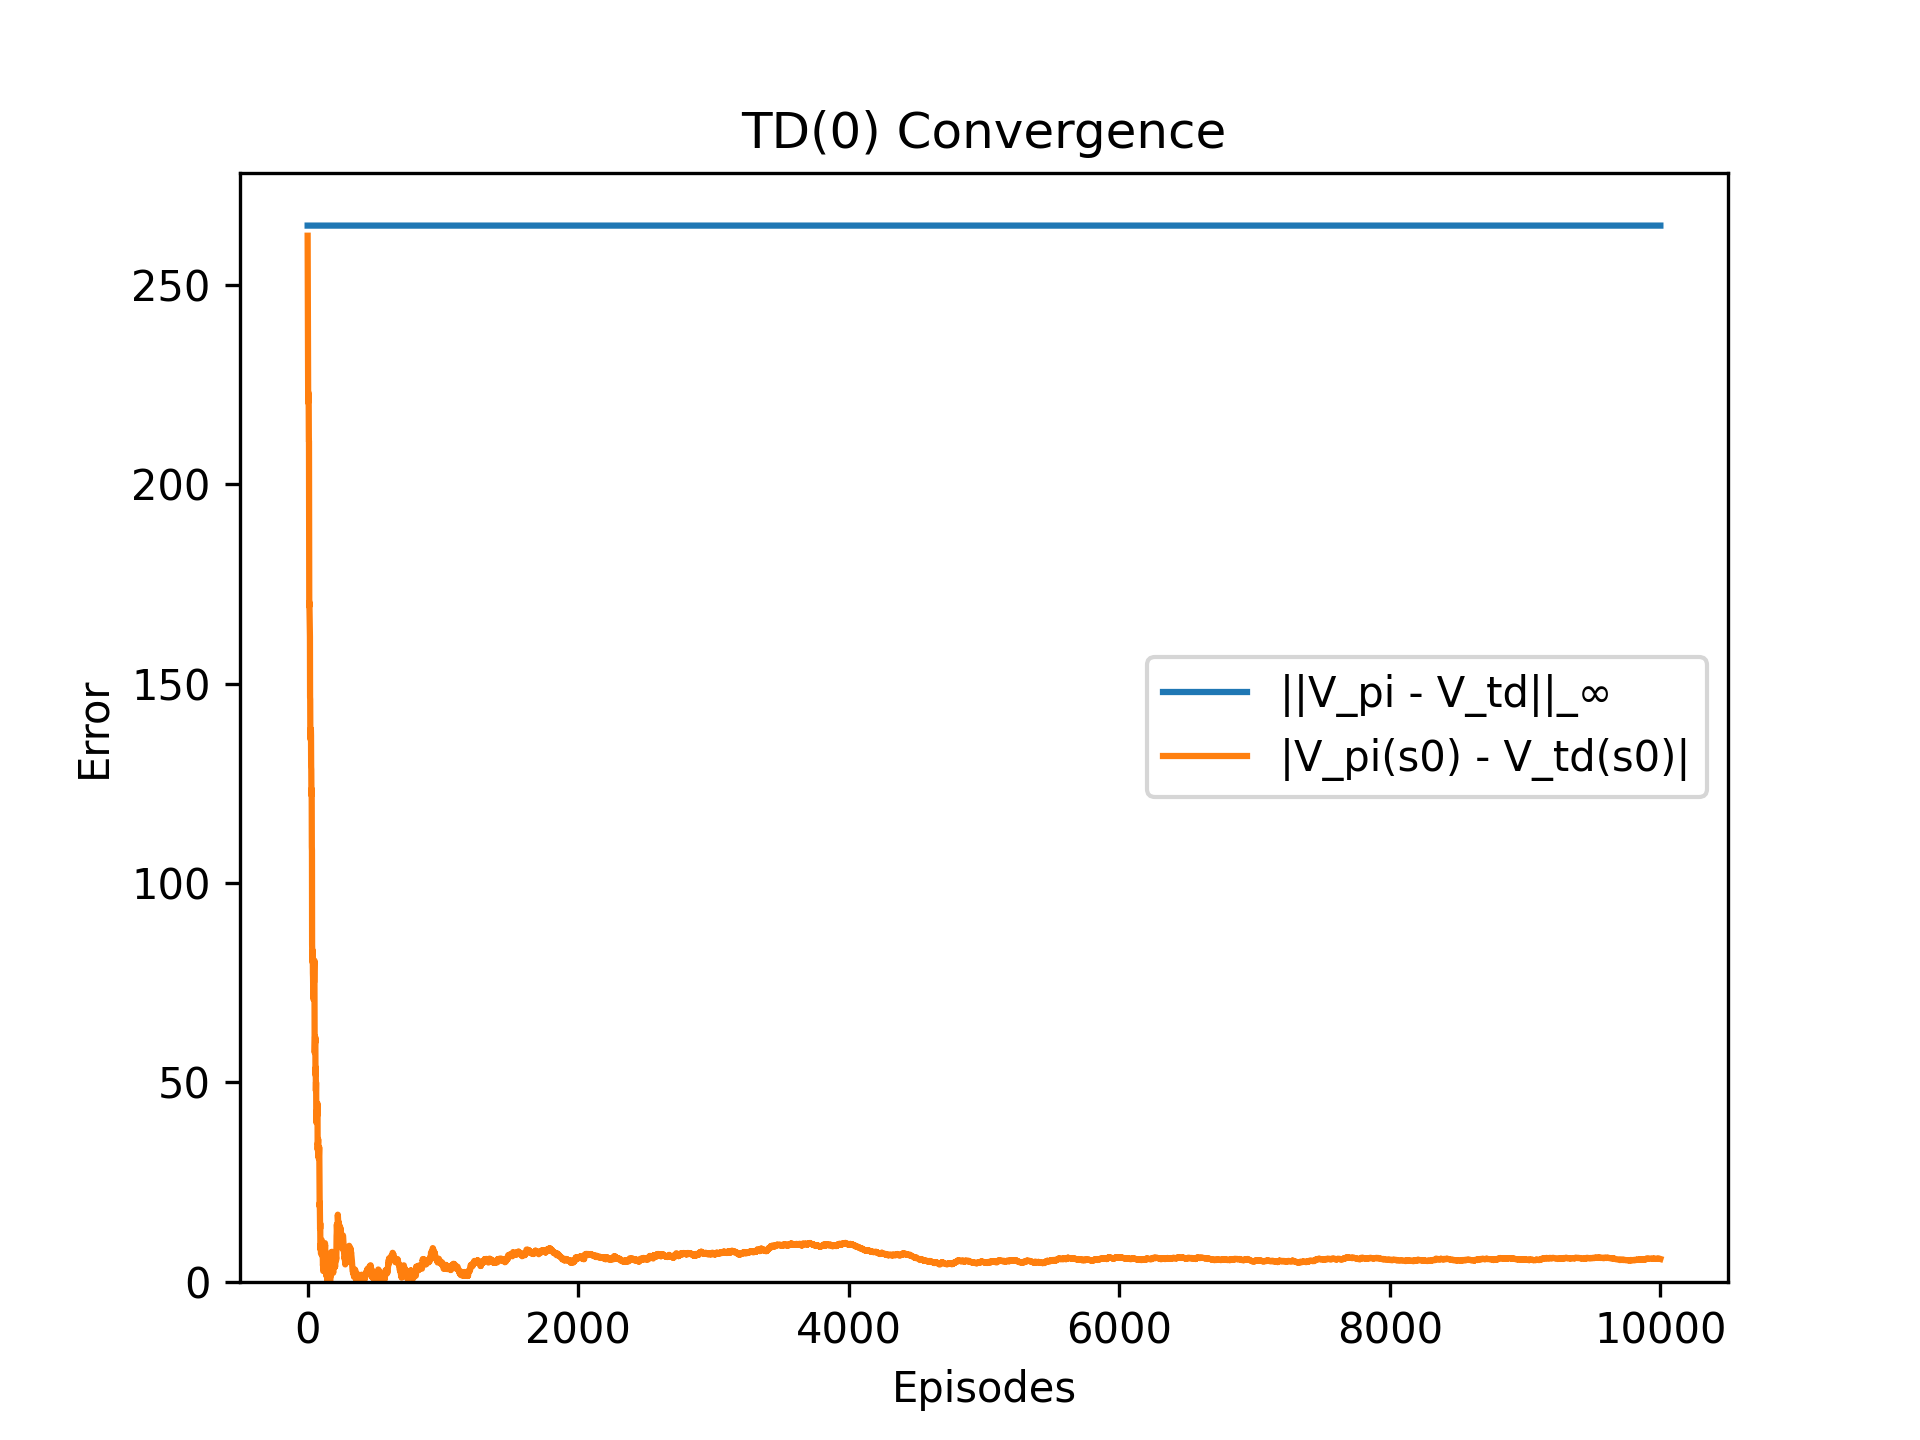 TD(0) Convergence
Error
250
200
150
100
50
0
||V_pi - V_td||_∞
|V_pi(s0) - V_td(s0)|
0 2000 4000 6000 8000 10000
Episodes